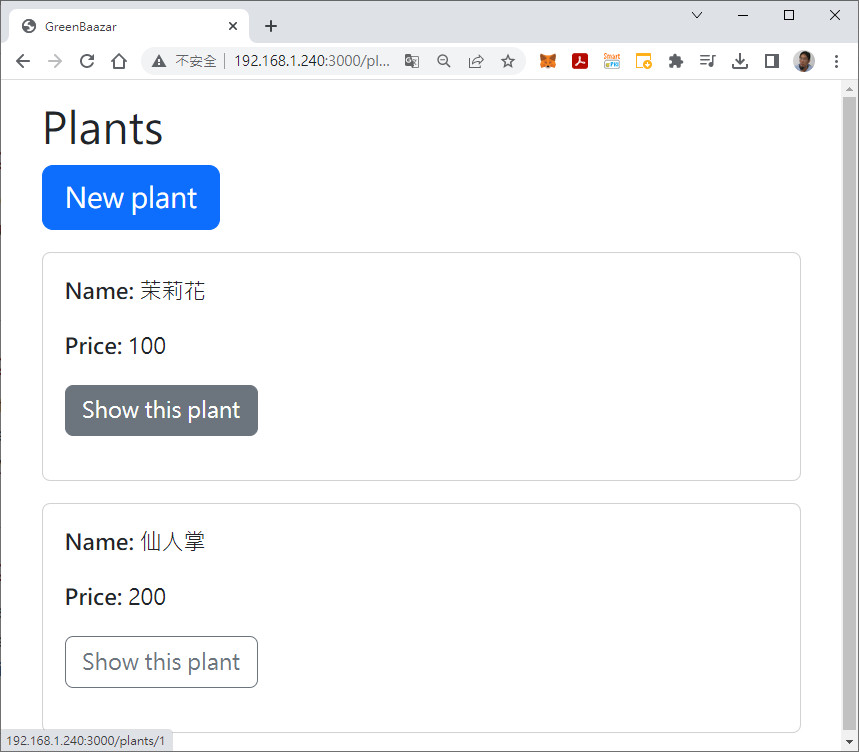 GreenBaazar
不安全
192.168.1.240:3000/pl...
Plants
New plant
Name: 茉莉花
Price: 100
Show this plant
Name: 仙人掌
Price: 200
Show this plant
192.168.1.240:3000/plants/1